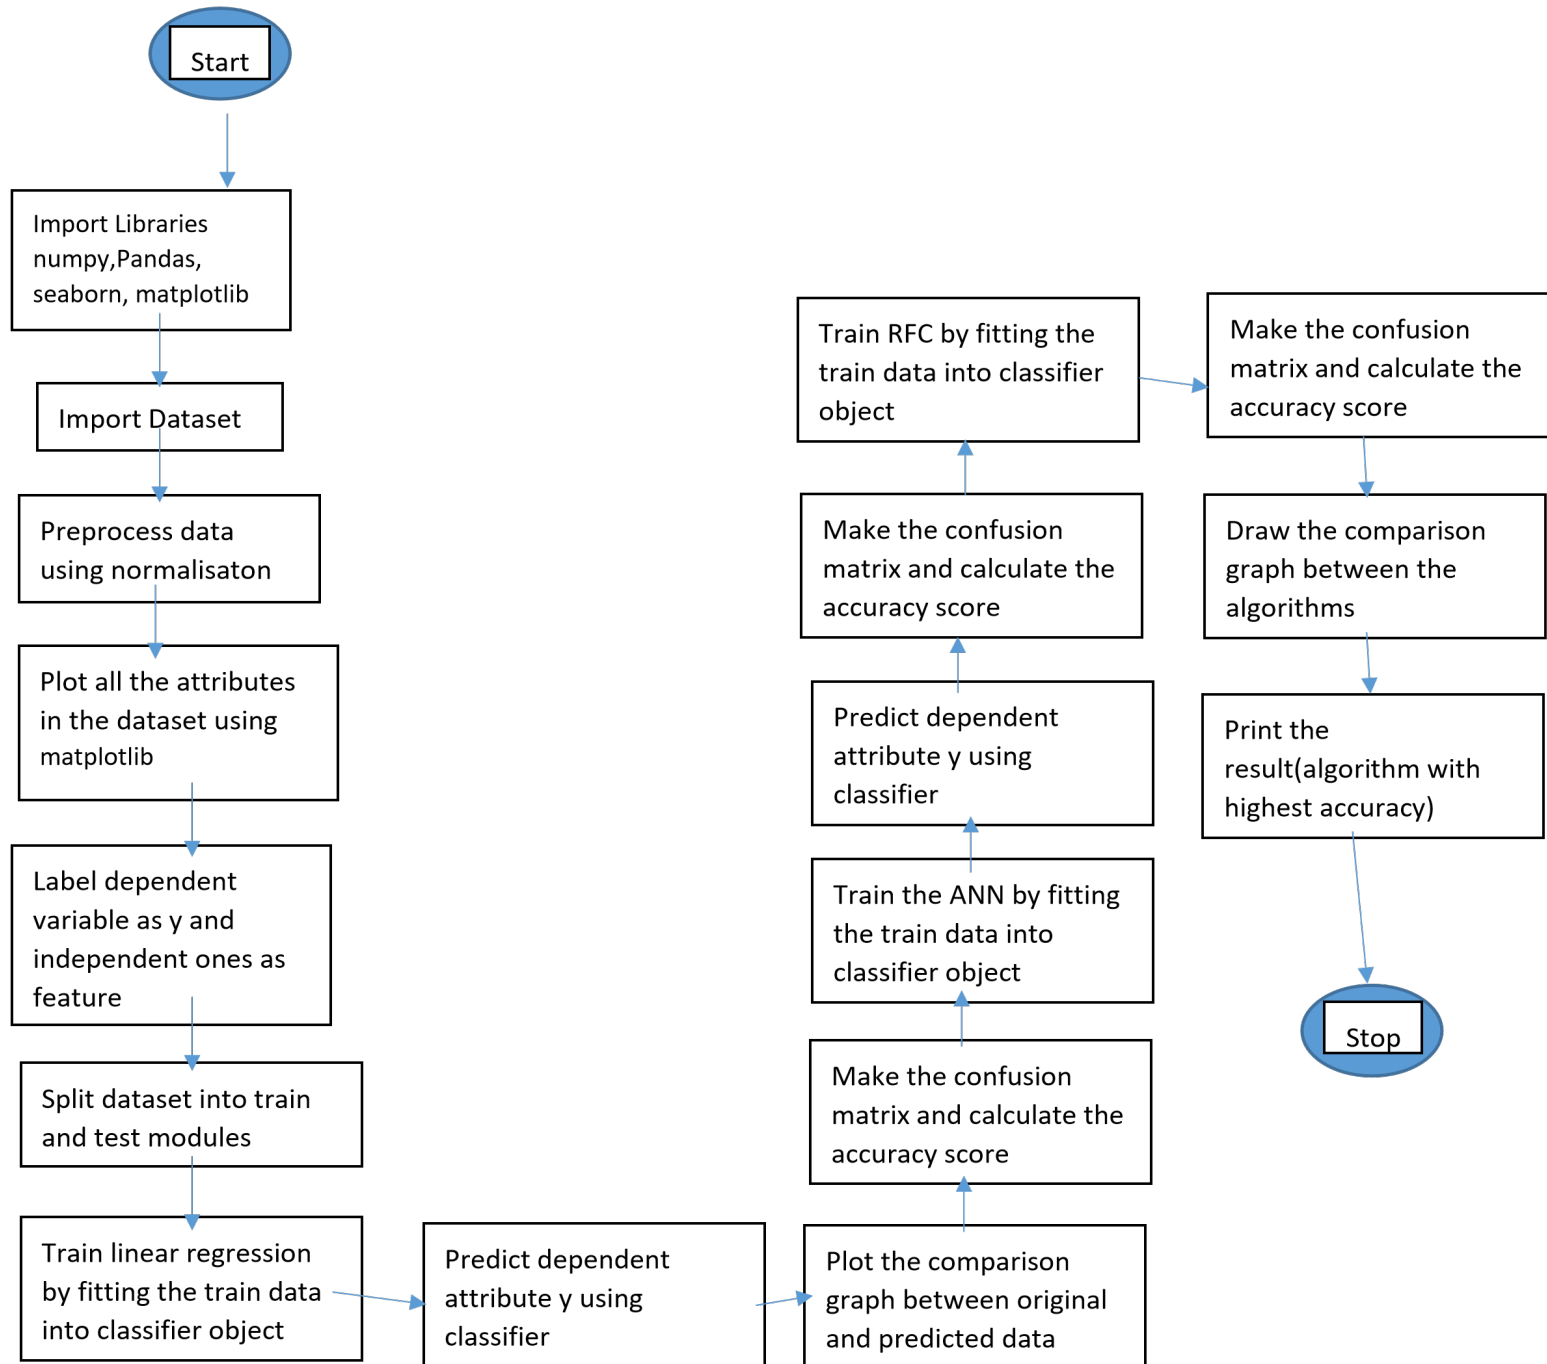 Start
Import Libraries
numpy,Pandas,
seaborn, matplotlib
Import Dataset
Preprocess data
using normalisaton
Plot all the attributes
in the dataset using
matplotlib
Label dependent
variable as y and
independent ones as
feature
Split dataset into train
and test modules
Train linear regression
by fitting the train data
into classifier object
Predict dependent
attribute y using
classifier
Plot the comparison
graph between original
and predicted data
Make the confusion
matrix and calculate the
accuracy score
Train the ANN by fitting
the train data into
classifier object
Predict dependent
attribute y using
classifier
Make the confusion
matrix and calculate the
accuracy score
Train RFC by fitting the
train data into classifier
object
Make the confusion
matrix and calculate the
accuracy score
Draw the comparison
graph between the
algorithms
Print the
result(algorithm with
highest accuracy)
Stop